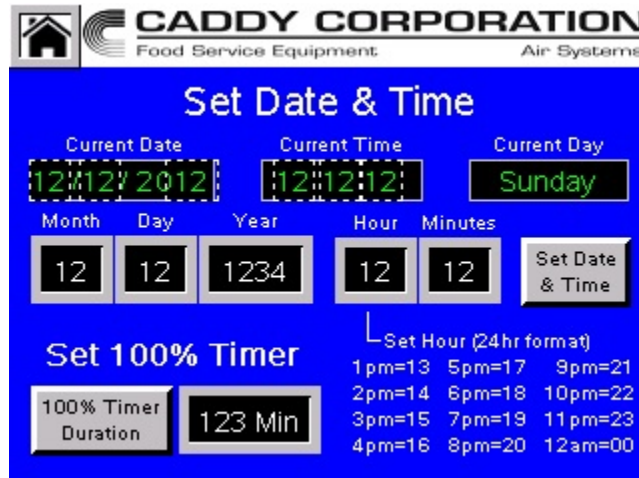 CADDY CORPORATION
Food Service Equipment Air Systems
Set Date & Time
Current Date Current Time Current Day
12/12/2012 12:12:12 Sunday
Month Day Year Hour Minutes
12 12 1234 12 12 Set Date
& Time
Set Hour (24hr format)
Set 100% Timer
1pm=13 5pm=17 9pm=21
2pm=14 6pm=18 10pm=22
3pm=15 7pm=19 11pm=23
4pm=16 8pm=20 12am=00
100% Timer
Duration
123 Min